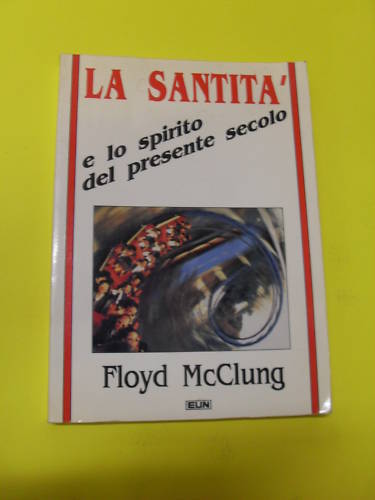 LA SANTITA'
e lo spirito
del presente secolo
Floyd McClung
EUN